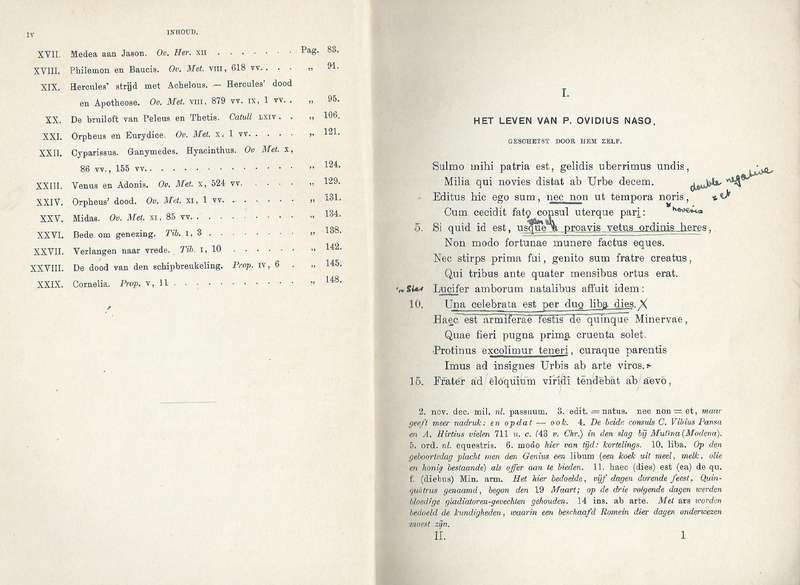 IV
INHOUD.
XVII. Medea aan Jason. Ov. Her. XII . . . . . . . Pag. 83.
XVIII. Philemon en Baucis. Ov. Met. VIII, 618 vv. . . . „ 91.
XIX. Hercules' strijd met Achelous. — Hercules' dood
en Apotheose. Ov. Met. VIII, 879 vv. IX, 1 vv. . „ 95.
XX. De bruiloft van Peleus en Thetis. Catull LXIV. . . „ 106.
XXI. Orpheus en Eurydice. Ov. Met. X, 1 vv. . . . . „ 121.
XXII. Cyparissus. Ganymedes. Hyacinthus. Ov Met. X,
86 vv., 155 vv. . . . . . . . . . . . . . . „ 124.
XXIII. Venus en Adonis. Ov. Met. X, 524 vv. . . . . . „ 129.
XXIV. Orpheus' dood. Ov. Met. XI, 1 vv. . . . . . . „ 131.
XXV. Midas. Ov. Met. XI, 85 vv. . . . . . . . . . „ 134.
XXVI. Bede om genezing. Tib. I, 3 . . . . . . . . . „ 138.
XXVII. Verlangen naar vrede. Tib. I, 10 . . . . . . . „ 142.
XXVIII. De dood van den schipbreukeling. Prop. IV, 6 . „ 145.
XXIX. Cornelia. Prop. V, 11 . . . . . . . . . . . „ 148.
I.
HET LEVEN VAN P. OVIDIUS NASO,
GESCHETST DOOR HEM ZELF.
Sulmo mihi patria est, gelidis uberrimus undis,
Milia qui novies distat ab Urbe decem.
double negative
= et
Editus hic ego sum, nec non ut tempora noris,
noveris
Cum cecidit fato consul uterque pari:
5. Si quid id est, usque a proavis vetus ordinis heres,
Non modo fortunae munere factus eques.
Nec stirps prima fui, genito sum fratre creatus,
Qui tribus ante quater mensibus ortus erat.
Lucifer amborum natalibus affuit idem:
10. Una celebrata est per duo liba dies. X
Haec est armiferae festis de quinque Minervae,
Quae fieri pugna prima cruenta solet.
Protinus excolimur teneri, curaque parentis
Imus ad insignes Urbis ab arte viros.
15. Frater ad eloquium viridi tendebat ab aevo,
2. nov. dec. mil. nl. passuum. 3. edit. = natus. nec non = et, maar
geeft meer nadruk: en opdat — ook. 4. De beide consuls C. Vibius Pansa
en A. Hirtius vielen 711 u. c. (43 v. Chr.) in den slag bij Mutina (Modena).
5. ord. nl. equestris. 6. modo hier van tijd: kortelings. 10. liba. Op den
geboortedag placht men den Genius een libum (een koek uit meel, melk, olie
en honig bestaande) als offer aan te bieden. 11. haec (dies) est (ea) de qu.
f. (diebus) Min. arm. Het hier bedoelde, vijf dagen durende feest, Quin-
quatrus genaamd, begon den 19 Maart; op de drie volgende dagen werden
bloedige gladiatoren-gevechten gehouden. 14 ins. ab arte. Met ars worden
bedoeld de kundigheden, waarin een beschaafd Romein dier dagen onderwezen
moest zijn.
II. 1